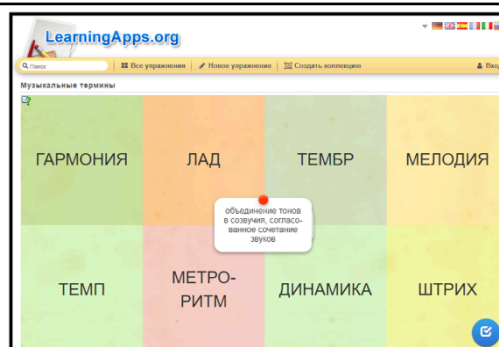 LearningApps.org
Поиск
Все упражнения
Новое упражнение
Создать коллекцию
Вход
Музыкальные термины
ГАРМОНИЯ
ЛАД
ТЕМБР
МЕЛОДИЯ
объединение тонов
в созвучия, согласо-
ванное сочетание
звуков
ТЕМП
МЕТРО-
РИТМ
ДИНАМИКА
ШТРИХ